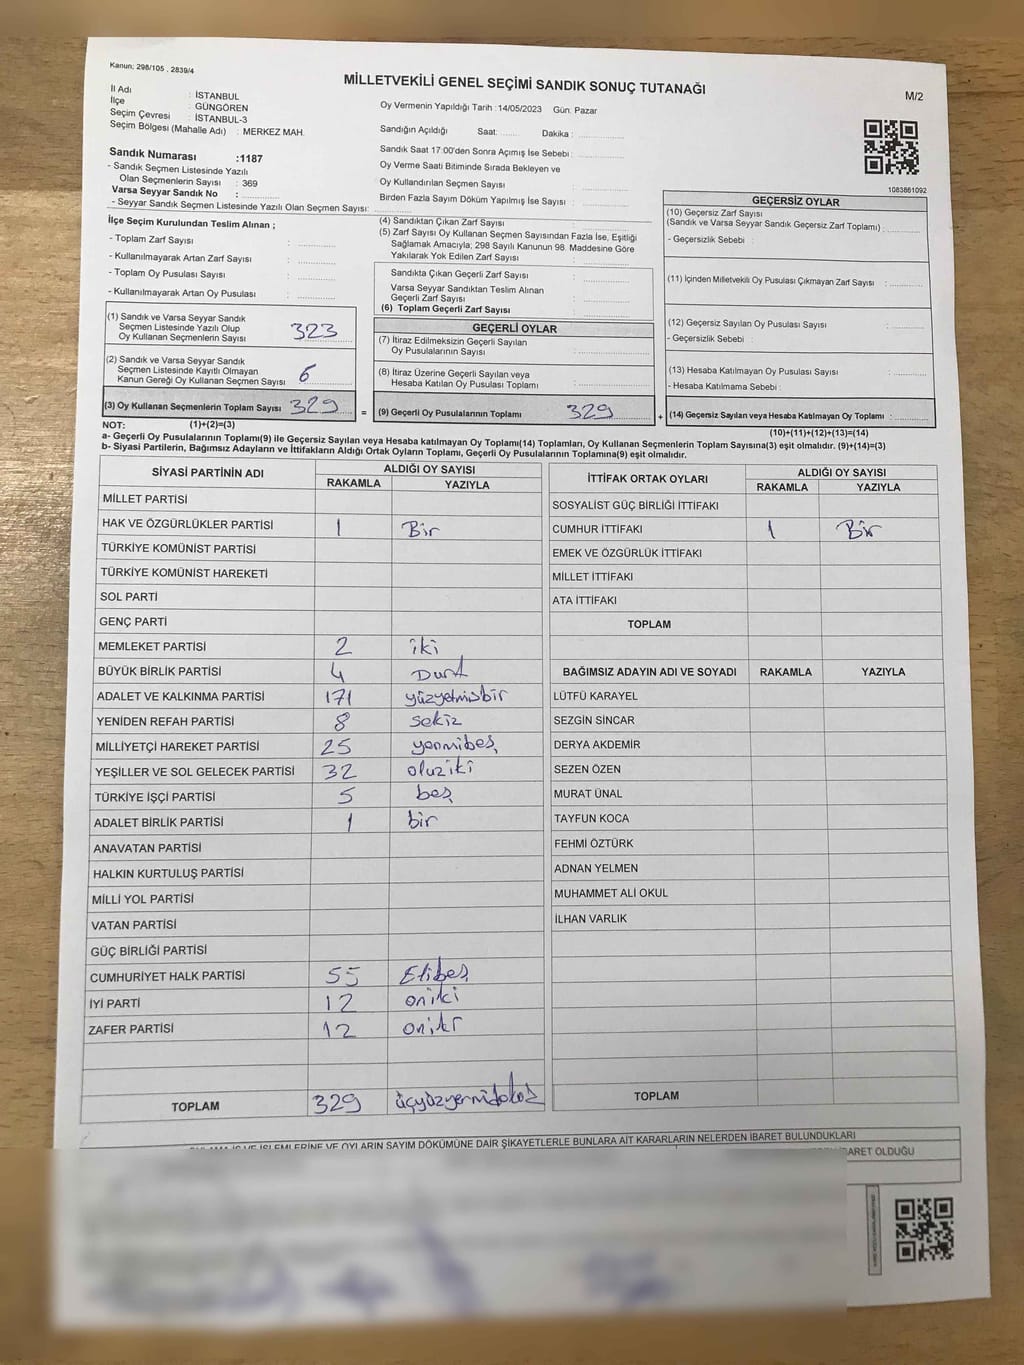 Kanun; 298/105 , 2839/4
MİLLETVEKİLİ GENEL SEÇİMİ SANDIK SONUÇ TUTANAĞI
M/2
İl Adı : İSTANBUL
İlçe : GÜNGÖREN
Seçim Çevresi : İSTANBUL-3
Seçim Bölgesi (Mahalle Adı) : MERKEZ MAH.
Oy Vermenin Yapıldığı Tarih :14/05/2023 Gün: Pazar
Sandığın Açıldığı Saat: ....... Dakika : ..............
Sandık Saat 17:00'den Sonra Açımış İse Sebebi : ..............
Oy Verme Saati Bitiminde Sırada Bekleyen ve
Oy Kullandırılan Seçmen Sayısı : ..............
Birden Fazla Sayım Döküm Yapılmış İse Sayısı : ..............
Sandık Numarası :1187
- Sandık Seçmen Listesinde Yazılı
Olan Seçmenlerin Sayısı : 369
Varsa Seyyar Sandık No : ..............
- Seyyar Sandık Seçmen Listesinde Yazılı Olan Seçmen Sayısı: ..............
1083861092
İlçe Seçim Kurulundan Teslim Alınan ;
- Toplam Zarf Sayısı : ..............
- Kullanılmayarak Artan Zarf Sayısı : ..............
- Toplam Oy Pusulası Sayısı : ..............
- Kullanılmayarak Artan Oy Pusulası : ..............
(4) Sandıktan Çıkan Zarf Sayısı : ..............
(5) Zarf Sayısı Oy Kullanan Seçmen Sayısından Fazla İse, Eşitliği
Sağlamak Amacıyla; 298 Sayılı Kanunun 98. Maddesine Göre
Yakılarak Yok Edilen Zarf Sayısı : ..............
Sandıkta Çıkan Geçerli Zarf Sayısı : ..............
Varsa Seyyar Sandıktan Teslim Alınan
Geçerli Zarf Sayısı : ..............
(6) Toplam Geçerli Zarf Sayısı : ..............
GEÇERSİZ OYLAR
(10) Geçersiz Zarf Sayısı
(Sandık ve Varsa Seyyar Sandık Geçersiz Zarf Toplamı) : ..............
- Geçersizlik Sebebi :
(11) İçinden Milletvekili Oy Pusulası Çıkmayan Zarf Sayısı : ..............
(12) Geçersiz Sayılan Oy Pusulası Sayısı : ..............
- Geçersizlik Sebebi :
(13) Hesaba Katılmayan Oy Pusulası Sayısı : ..............
- Hesaba Katılmama Sebebi :
(14) Geçersiz Sayılan veya Hesaba Katılmayan Oy Toplamı : ..............
(10)+(11)+(12)+(13)=(14)
(1) Sandık ve Varsa Seyyar Sandık
Seçmen Listesinde Yazılı Olup
Oy Kullanan Seçmenlerin Sayısı 323
(2) Sandık ve Varsa Seyyar Sandık
Seçmen Listesinde Kayıtlı Olmayan
Kanun Gereği Oy Kullanan Seçmen Sayısı : 6
(3) Oy Kullanan Seçmenlerin Toplam Sayısı : 329 =
(1)+(2)=(3)
GEÇERLİ OYLAR
(7) İtiraz Edilmeksizin Geçerli Sayılan
Oy Pusulalarının Sayısı : ..............
(8) İtiraz Üzerine Geçerli Sayılan veya
Hesaba Katılan Oy Pusulası Toplamı : ..............
(9) Geçerli Oy Pusulalarının Toplamı 329 +
NOT:
a- Geçerli Oy Pusulalarının Toplamı(9) ile Geçersiz Sayılan veya Hesaba katılmayan Oy Toplamı(14) Toplamları, Oy Kullanan Seçmenlerin Toplam Sayısına(3) eşit olmalıdır. (9)+(14)=(3)
b- Siyasi Partilerin, Bağımsız Adayların ve İttifakların Aldığı Ortak Oyların Toplamı, Geçerli Oy Pusulalarının Toplamına(9) eşit olmalıdır.
SİYASİ PARTİNİN ADI ALDIĞI OY SAYISI
RAKAMLA YAZIYLA
MİLLET PARTİSİ
HAK VE ÖZGÜRLÜKLER PARTİSİ 1 Bir
TÜRKİYE KOMÜNİST PARTİSİ
TÜRKİYE KOMÜNİST HAREKETİ
SOL PARTİ
GENÇ PARTİ
MEMLEKET PARTİSİ 2 iki
BÜYÜK BİRLİK PARTİSİ 4 Dört
ADALET VE KALKINMA PARTİSİ 171 yüzyetmişbir
YENİDEN REFAH PARTİSİ 8 sekiz
MİLLİYETÇİ HAREKET PARTİSİ 25 yirmibeş
YEŞİLLER VE SOL GELECEK PARTİSİ 32 otuziki
TÜRKİYE İŞÇİ PARTİSİ 5 beş
ADALET BİRLİK PARTİSİ 1 bir
ANAVATAN PARTİSİ
HALKIN KURTULUŞ PARTİSİ
MİLLİ YOL PARTİSİ
VATAN PARTİSİ
GÜÇ BİRLİĞİ PARTİSİ
CUMHURİYET HALK PARTİSİ 55 Ellibeş
İYİ PARTİ 12 oniki
ZAFER PARTİSİ 12 oniki
TOPLAM 329 üçyüzyirmidokuz
İTTİFAK ORTAK OYLARI ALDIĞI OY SAYISI
RAKAMLA YAZIYLA
SOSYALİST GÜÇ BİRLİĞİ İTTİFAKI
CUMHUR İTTİFAKI 1 Bir
EMEK VE ÖZGÜRLÜK İTTİFAKI
MİLLET İTTİFAKI
ATA İTTİFAKI
TOPLAM
BAĞIMSIZ ADAYIN ADI VE SOYADI RAKAMLA YAZIYLA
LÜTFÜ KARAYEL
SEZGİN SİNCAR
DERYA AKDEMİR
SEZEN ÖZEN
MURAT ÜNAL
TAYFUN KOCA
FEHMİ ÖZTÜRK
ADNAN YELMEN
MUHAMMET ALİ OKUL
İLHAN VARLIK
TOPLAM
İŞ VE İŞLEMLERİNE VE OYLARIN SAYIM DÖKÜMÜNE DAİR ŞİKAYETLERLE BUNLARA AİT KARARLARIN NELERDEN İBARET BULUNDUKLARI
İBARET OLDUĞU